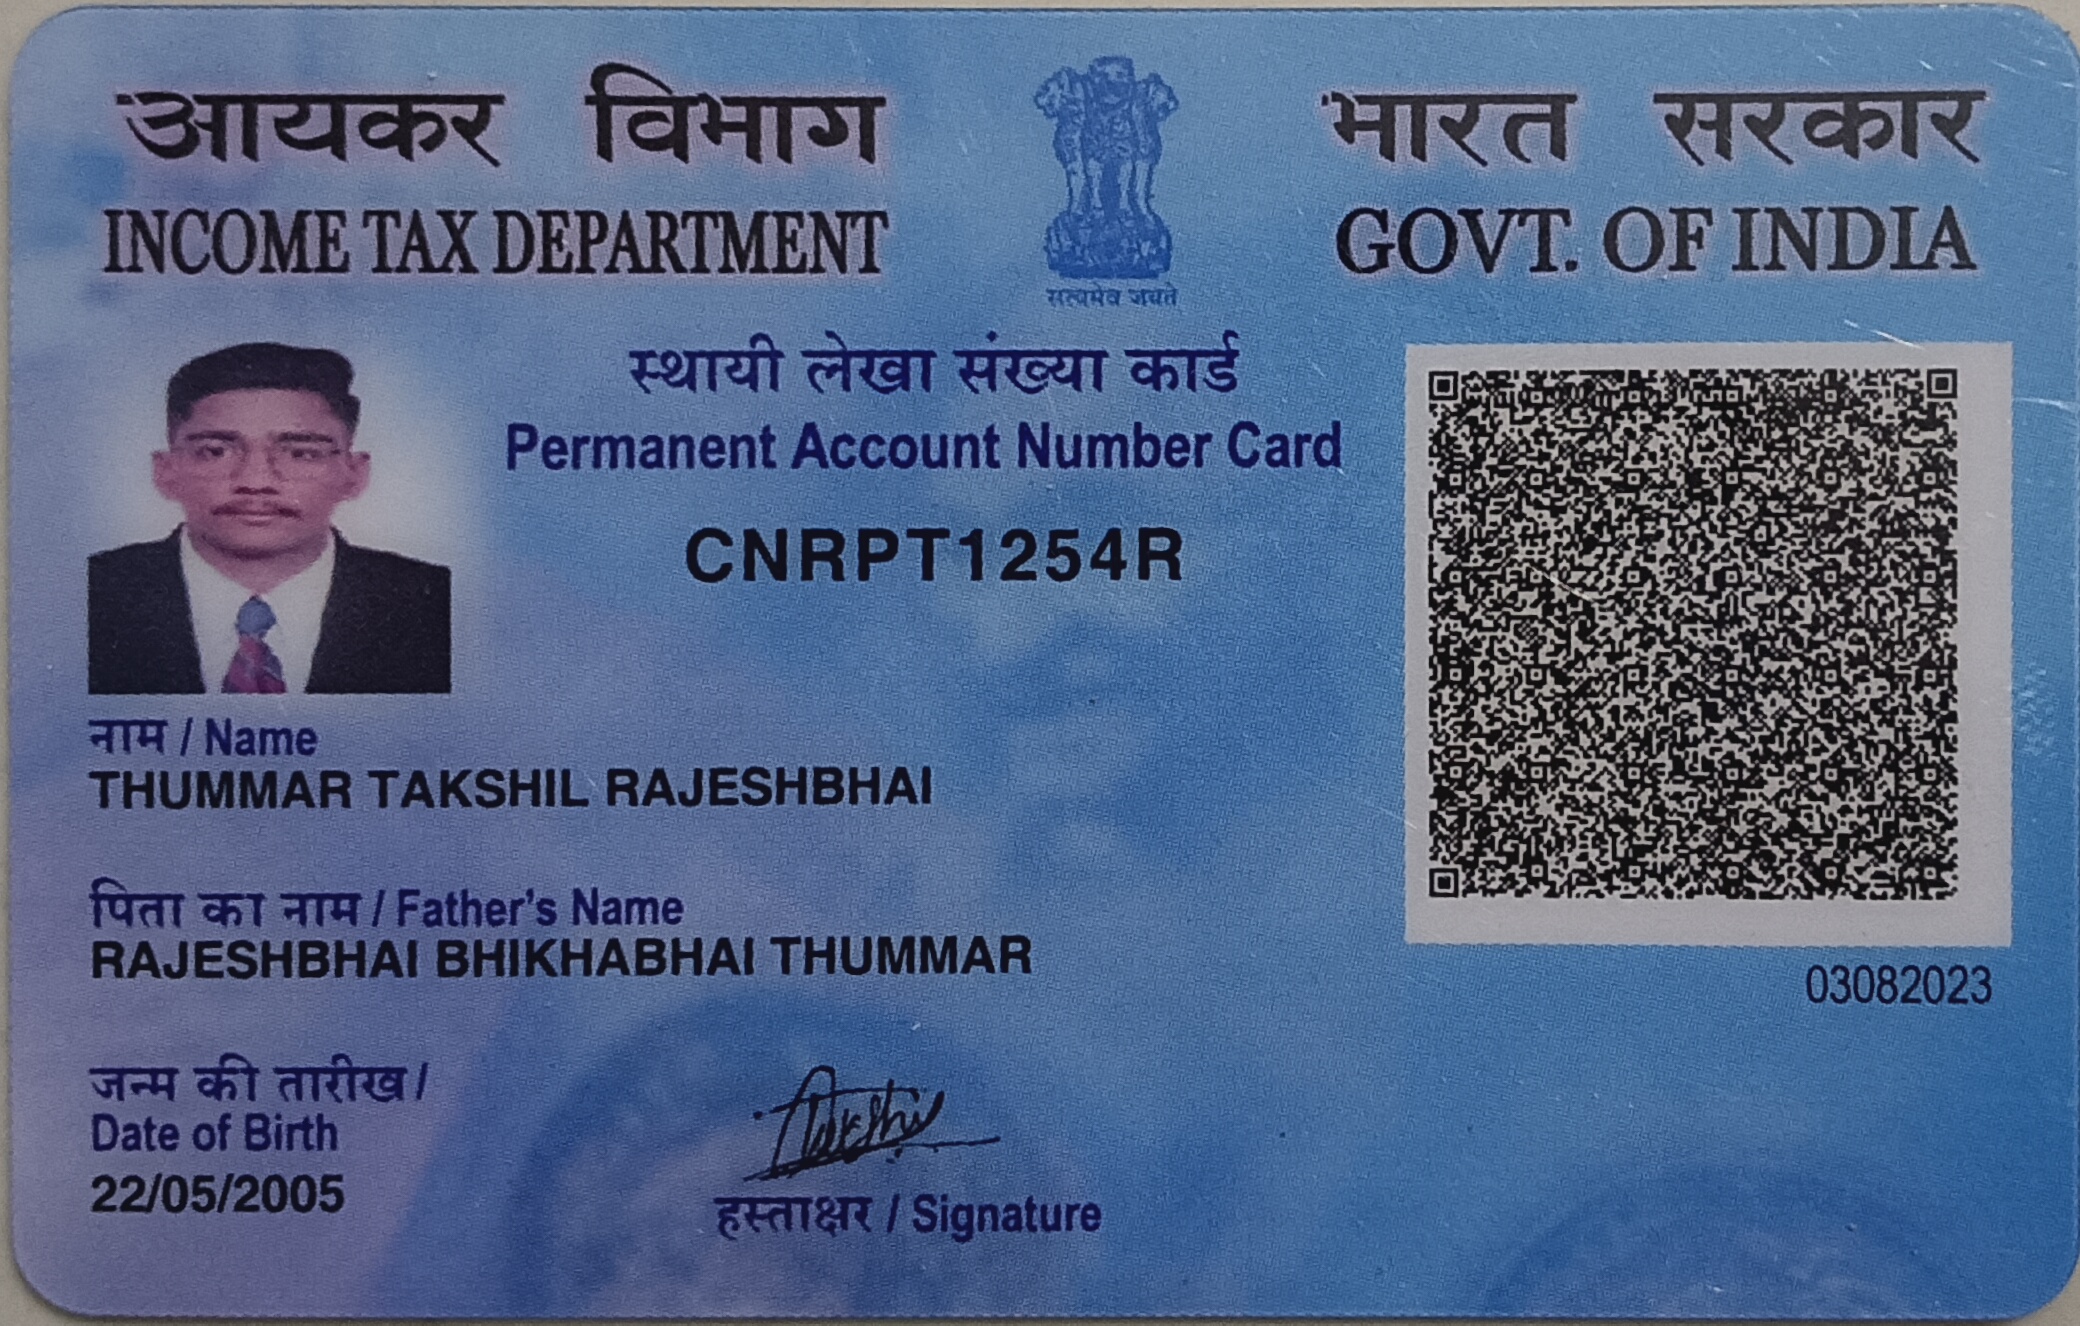 आयकर विभाग
INCOME TAX DEPARTMENT
सत्यमेव जयते
भारत सरकार
GOVT. OF INDIA
स्थायी लेखा संख्या कार्ड
Permanent Account Number Card
CNRPT1254R
नाम / Name
THUMMAR TAKSHIL RAJESHBHAI
पिता का नाम / Father's Name
RAJESHBHAI BHIKHABHAI THUMMAR
03082023
जन्म की तारीख /
Date of Birth
22/05/2005
Takshil
हस्ताक्षर / Signature